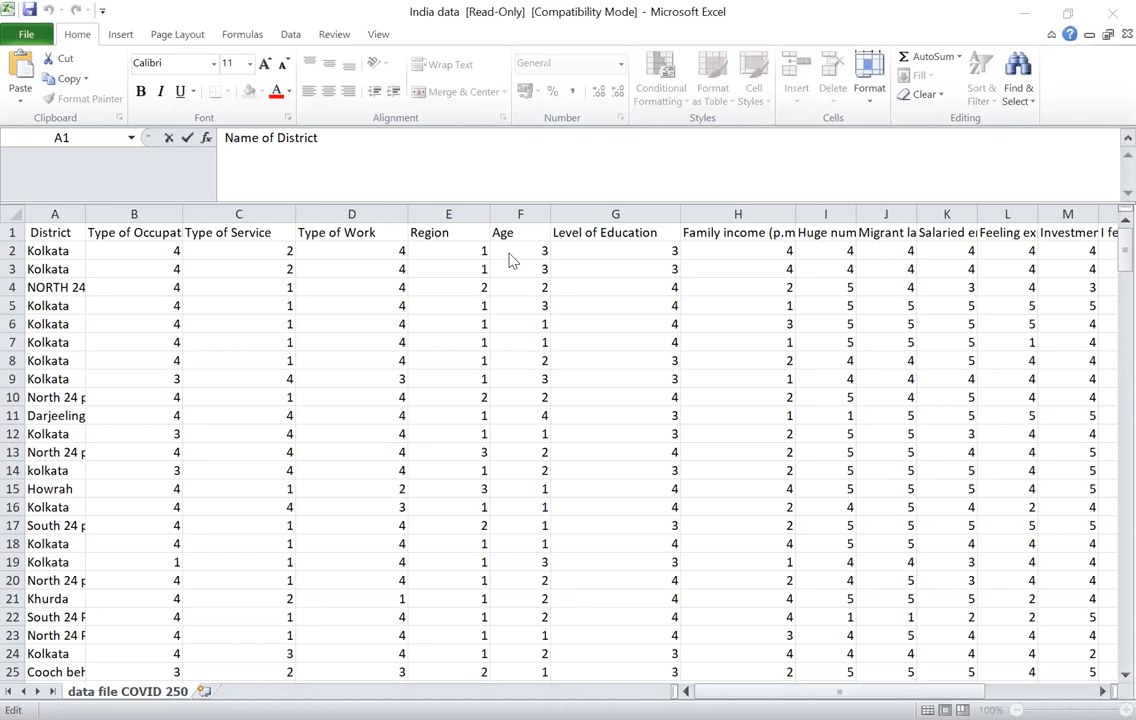 India data [Read-Only] [Compatibility Mode] - Microsoft Excel
File Home Insert Page Layout Formulas Data Review View
Paste Cut Copy Format Painter Clipboard
Calibri 11 A A B I U A Font
Wrap Text Merge & Center Alignment
General % , Number
Conditional Formatting Format as Table Cell Styles Styles
Insert Delete Format Cells
Σ AutoSum Fill Clear Sort & Filter Find & Select Editing
A1 fx Name of District
A B C D E F G H I J K L M
1 District Type of Occupat Type of Service Type of Work Region Age Level of Education Family income (p.m Huge num Migrant la Salaried en Feeling ex Investmen I fe
2 Kolkata 4 2 4 1 3 3 4 4 4 4 4 4
3 Kolkata 4 2 4 1 3 3 4 4 4 4 4 4
4 NORTH 24 4 1 4 2 2 4 2 5 4 3 4 3
5 Kolkata 4 1 4 1 3 4 1 5 5 5 5 5
6 Kolkata 4 1 4 1 1 4 3 5 5 5 5 4
7 Kolkata 4 1 4 1 1 4 1 5 5 5 1 4
8 Kolkata 4 1 4 1 2 3 2 4 4 5 4 4
9 Kolkata 3 4 3 1 3 3 1 4 4 4 4 4
10 North 24 p 4 1 4 2 2 4 2 5 4 5 4 4
11 Darjeeling 4 4 4 1 4 3 1 1 5 5 5 5
12 Kolkata 3 4 4 1 1 3 2 5 5 3 4 4
13 North 24 p 4 4 4 3 2 4 2 5 5 5 4 5
14 kolkata 3 4 4 1 2 3 2 5 5 5 4 4
15 Howrah 4 1 2 3 1 4 4 5 5 5 4 5
16 Kolkata 4 4 3 1 1 4 2 4 5 4 2 4
17 South 24 p 4 1 4 2 1 3 2 5 5 5 5 5
18 Kolkata 4 1 4 1 1 4 4 5 5 4 4 4
19 Kolkata 1 1 4 1 3 3 1 4 4 3 4 4
20 North 24 p 4 1 4 1 2 4 2 4 5 3 4 4
21 Khurda 4 2 1 1 2 4 4 5 5 5 2 4
22 South 24 P 4 1 4 2 1 4 4 1 1 2 2 5
23 North 24 P 4 1 4 1 1 4 3 4 5 4 4 4
24 Kolkata 4 3 4 1 2 3 4 4 4 4 4 2
25 Cooch beh 3 2 3 2 1 3 2 5 5 5 4 4
data file COVID 250
Edit 100%